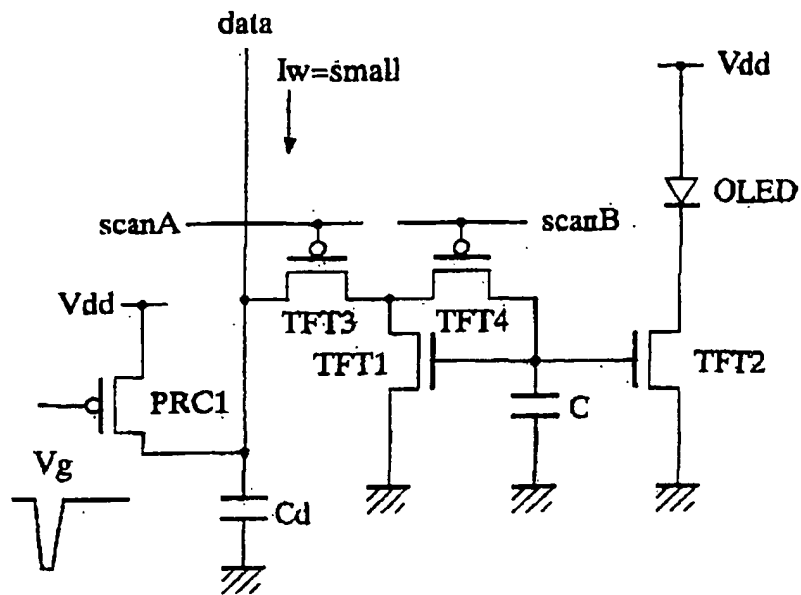 data
Iw=small
Vdd
OLED
scanA
scanB
Vdd
TFT3
TFT4
TFT1
TFT2
PRC1
C
Vg
Cd